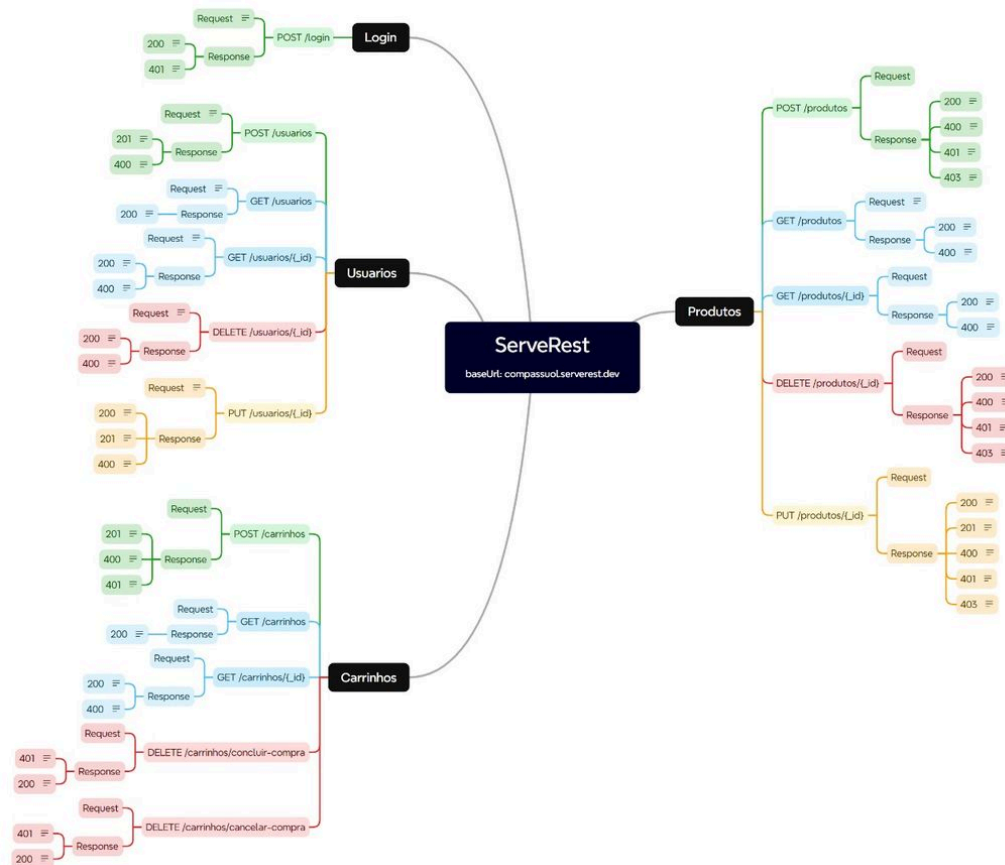 ServeRest
baseUrl: compassuol.serverest.dev
Login
POST /login
Request
Response
200
401
Usuarios
POST /usuarios
Request
Response
201
400
GET /usuarios
Request
Response
200
GET /usuarios/{_id}
Request
Response
200
400
DELETE /usuarios/{_id}
Request
Response
200
400
PUT /usuarios/{_id}
Request
Response
200
201
400
Carrinhos
POST /carrinhos
Request
Response
201
400
401
GET /carrinhos
Request
Response
200
GET /carrinhos/{_id}
Request
Response
200
400
DELETE /carrinhos/concluir-compra
Request
Response
401
200
DELETE /carrinhos/cancelar-compra
Request
Response
401
200
Produtos
POST /produtos
Request
Response
200
400
401
403
GET /produtos
Request
Response
200
400
GET /produtos/{_id}
Request
Response
200
400
DELETE /produtos/{_id}
Request
Response
200
400
401
403
PUT /produtos/{_id}
Request
Response
200
201
400
401
403